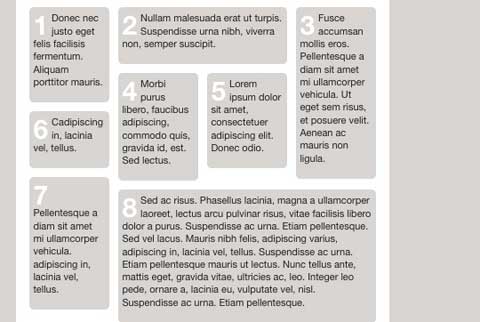 1 Donec nec
justo eget
felis facilisis
fermentum.
Aliquam
porttitor mauris.
2 Nullam malesuada erat ut turpis.
Suspendisse urna nibh, viverra
non, semper suscipit.
3 Fusce
accumsan
mollis eros.
Pellentesque a
diam sit amet
mi ullamcorper
vehicula. Ut
eget sem risus,
et posuere velit.
Aenean ac
mauris non
ligula.
4 Morbi
purus
libero, faucibus
adipiscing,
commodo quis,
gravida id, est.
Sed lectus.
5 Lorem
ipsum dolor
sit amet,
consectetuer
adipiscing elit.
Donec odio.
6 Cadipiscing
in, lacinia
vel, tellus.
7
Pellentesque a
diam sit amet
mi ullamcorper
vehicula.
adipiscing in,
lacinia vel,
tellus.
8 Sed ac risus. Phasellus lacinia, magna a ullamcorper
laoreet, lectus arcu pulvinar risus, vitae facilisis libero
dolor a purus. Suspendisse ac urna. Etiam pellentesque.
Sed vel lacus. Mauris nibh felis, adipiscing varius,
adipiscing in, lacinia vel, tellus. Suspendisse ac urna.
Etiam pellentesque mauris ut lectus. Nunc tellus ante,
mattis eget, gravida vitae, ultricies ac, leo. Integer leo
pede, ornare a, lacinia eu, vulputate vel, nisl.
Suspendisse ac urna. Etiam pellentesque.